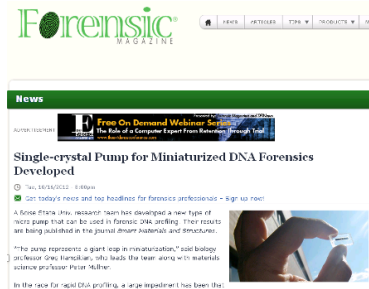 Forensic
MAGAZINE
NEWS ARTICLES TIPS PRODUCTS
News
ADVERTISEMENT
Free On Demand Webinar Series
The Role of a Computer Expert From Retention Through Trial
Single-crystal Pump for Miniaturized DNA Forensics
Developed
Tue, 10/16/2012 - 5:00pm
Get today's news and top headlines for forensics professionals - Sign up now!
A Boise State Univ. research team has developed a new type of
micro pump that can be used in forensic DNA profiling. Their results
are being published in the journal Smart Materials and Structures.
"The pump represents a giant leap in miniaturization," said biology
professor Greg Hampikian, who leads the team along with materials
science professor Peter Müllner.
In the race for rapid DNA profiling, a large impediment has been that